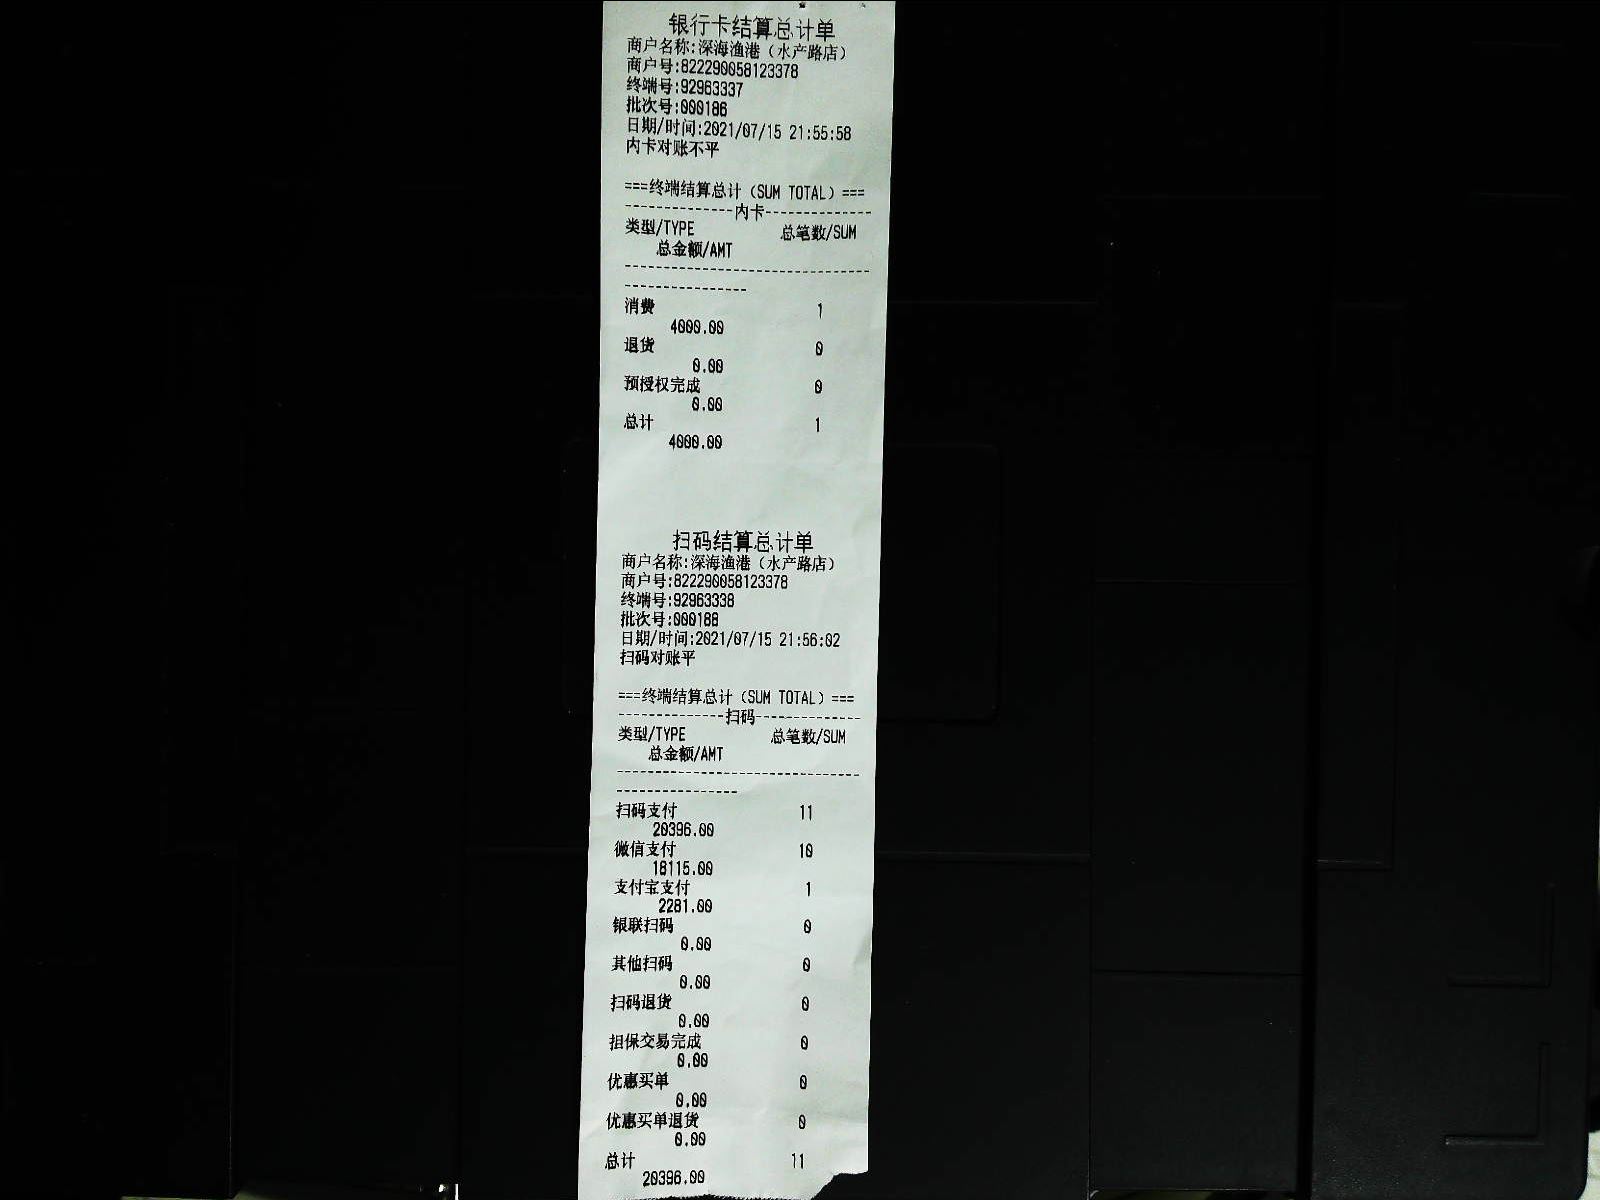 银行卡结算总计单
商户名称:深海渔港（水产路店）
商户号:822290058123378
终端号:92963337
批次号:000186
日期/时间:2021/07/15 21:55:58
内卡对账不平
===终端结算总计（SUM TOTAL）===
--------------内卡--------------
类型/TYPE 总笔数/SUM
总金额/AMT
--------------------------------
----------------
消费 1
4000.00
退货 0
0.00
预授权完成 0
0.00
总计 1
4000.00
扫码结算总计单
商户名称:深海渔港（水产路店）
商户号:822290058123378
终端号:92963338
批次号:000188
日期/时间:2021/07/15 21:56:02
扫码对账平
===终端结算总计（SUM TOTAL）===
--------------扫码--------------
类型/TYPE 总笔数/SUM
总金额/AMT
--------------------------------
----------------
扫码支付 11
20396.00
微信支付 10
18115.00
支付宝支付 1
2281.00
银联扫码 0
0.00
其他扫码 0
0.00
扫码退货 0
0.00
担保交易完成 0
0.00
优惠买单 0
0.00
优惠买单退货 0
0.00
总计 11
20396.00